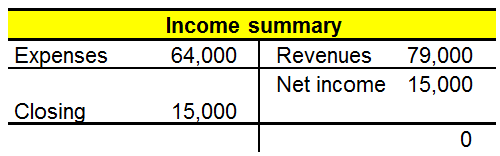 Income summary
Expenses 64,000 Revenues 79,000
Net income 15,000
Closing 15,000
0